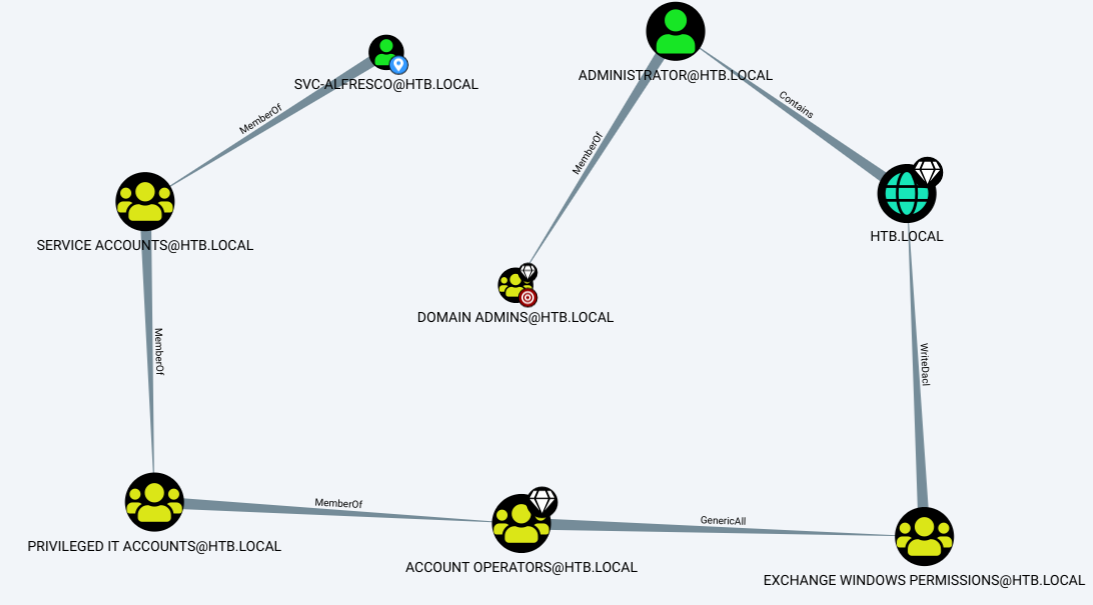 SVC-ALFRESCO@HTB.LOCAL
ADMINISTRATOR@HTB.LOCAL
MemberOf
Contains
MemberOf
SERVICE ACCOUNTS@HTB.LOCAL
HTB.LOCAL
DOMAIN ADMINS@HTB.LOCAL
MemberOf
WriteDacl
MemberOf
GenericAll
PRIVILEGED IT ACCOUNTS@HTB.LOCAL
ACCOUNT OPERATORS@HTB.LOCAL
EXCHANGE WINDOWS PERMISSIONS@HTB.LOCAL